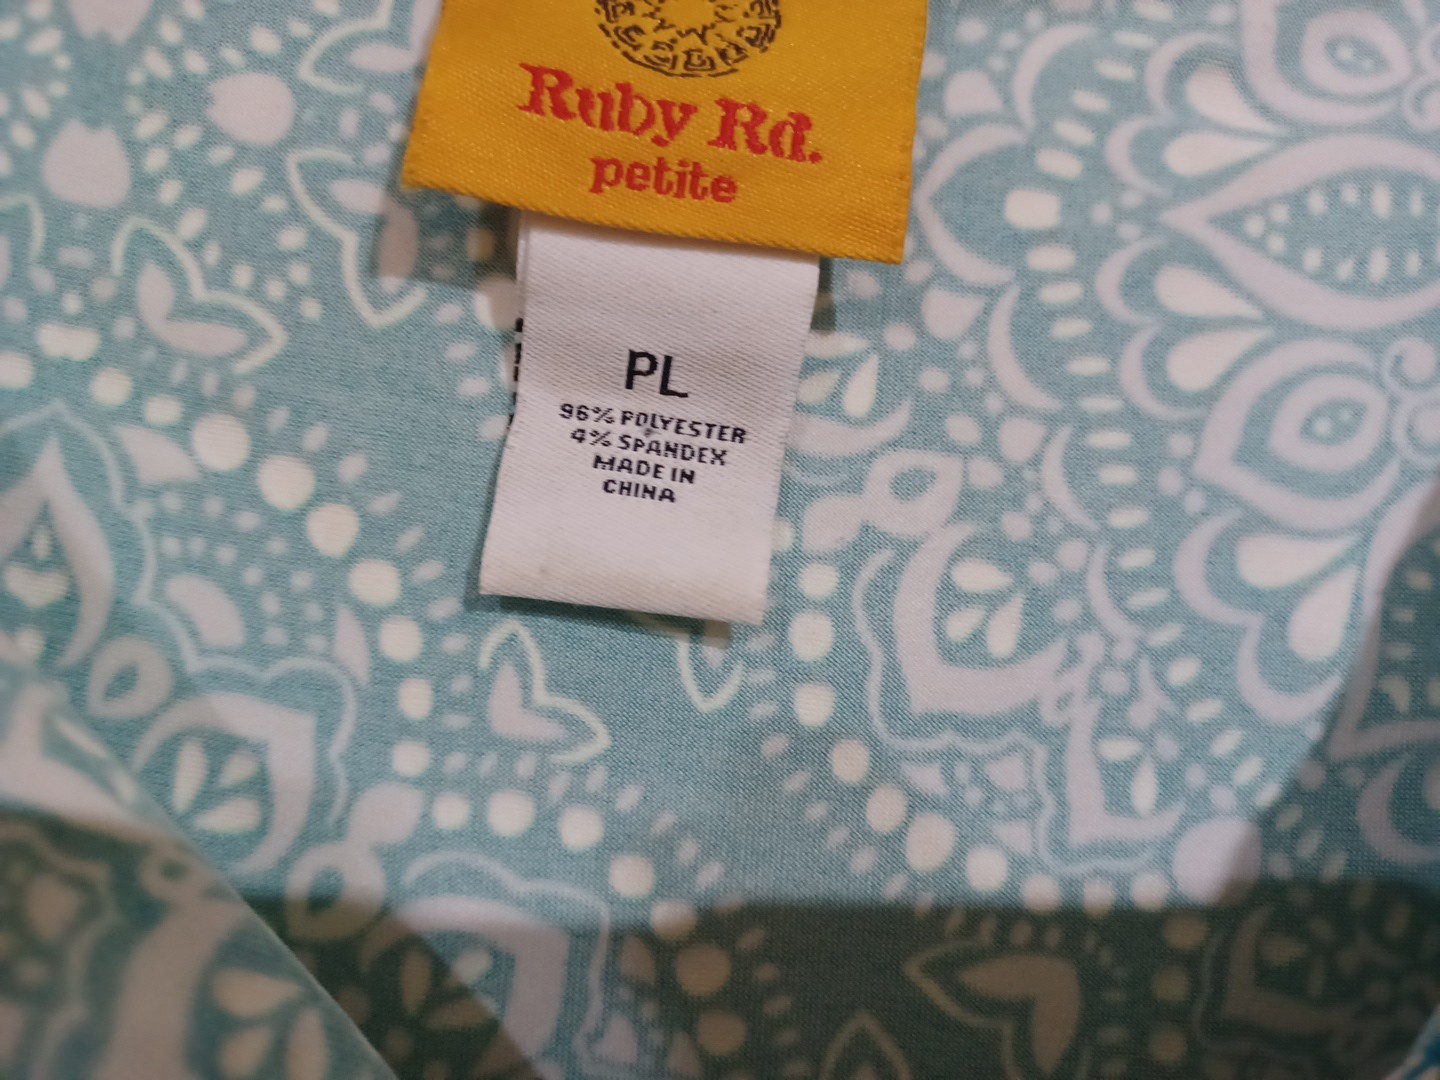 Ruby Rd.
petite
PL
96% POLYESTER
4% SPANDEX
MADE IN
CHINA